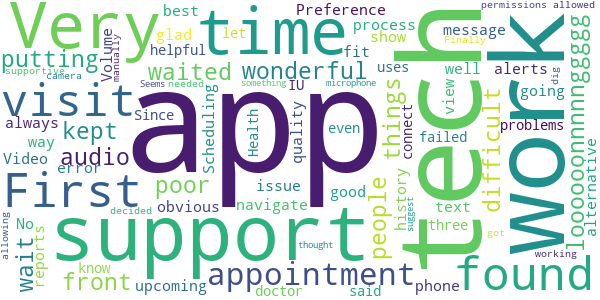 Very
time
best
glad
helpful
Preference
let
process
show
fit
message
Finally
permissions allowed
putting
supportive
camera
Volume
manually
waited
wonderful
IU
uses
well
alerts
going
visit
app
tech
work
looooonnnnnggggg
alternative
always
kept
Since
Scheduling
Health
quality
even
things
connect
view
failed
difficult
problems
way
audio
Video
error
First
poor
issue
good
people
history
text
three
suggest
No
obvious
navigate
wait
reports
allowing
support
know
front
decided
upcoming
thought
appointment
doctor
said
phone
got
found
working
Seems
needed
something
microphone
dig